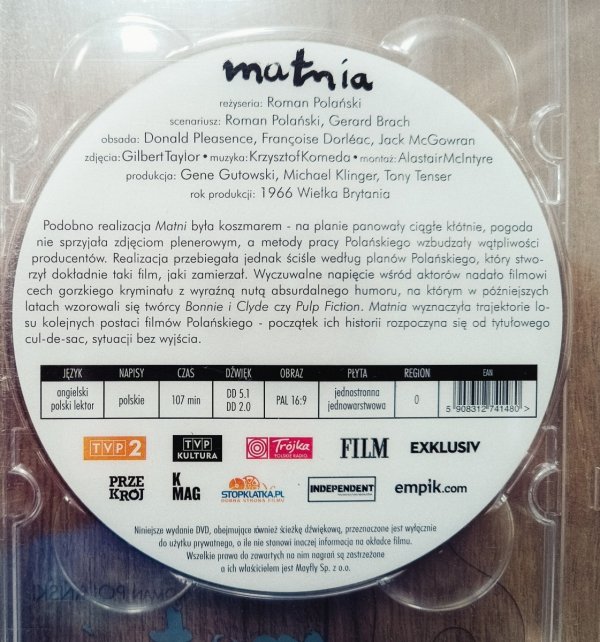 matnia
reżyseria: Roman Polański
scenariusz: Roman Polański, Gerard Brach
obsada: Donald Pleasence, Françoise Dorléac, Jack McGowran
zdjęcia: Gilbert Taylor • muzyka: Krzysztof Komeda • montaż: Alastair McIntyre
produkcja: Gene Gutowski, Michael Klinger, Tony Tenser
rok produkcji: 1966 Wielka Brytania
Podobno realizacja Matni była koszmarem - na planie panowały ciągłe kłótnie, pogoda
nie sprzyjała zdjęciom plenerowym, a metody pracy Polańskiego wzbudzały wątpliwości
producentów. Realizacja przebiegała jednak ściśle według planów Polańskiego, który stwo-
rzył dokładnie taki film, jaki zamierzał. Wyczuwalne napięcie wśród aktorów nadało filmowi
cech gorzkiego kryminału z wyraźną nutą absurdalnego humoru, na którym w późniejszych
latach wzorowali się twórcy Bonnie i Clyde czy Pulp Fiction. Matnia wyznaczyła trajektorie lo-
su kolejnych postaci filmów Polańskiego - początek ich historii rozpoczyna się od tytułowego
cul-de-sac, sytuacji bez wyjścia.
JĘZYK NAPISY CZAS DŹWIĘK OBRAZ PŁYTA REGION EAN
angielski polskie 107 min DD 5.1 PAL 16:9 jednostronna 0
polski lektor DD 2.0 jednowarstwowa
5 908312 741480 >
TVP2 TVP KULTURA Trójka POLSKIE RADIO FILM EXKLUSIV
PRZEKRÓJ K MAG STOPKLATKA.PL DOBRA STRONA FILMU INDEPENDENT empik.com
Niniejsze wydanie DVD, obejmujące również ścieżkę dźwiękową, przeznaczone jest wyłącznie
do użytku prywatnego, o ile nie stanowi inaczej informacja na okładce filmu.
Wszelkie prawa do zawartych na nim nagrań są zastrzeżone
a ich właścicielem jest Mayfly Sp. z o.o.